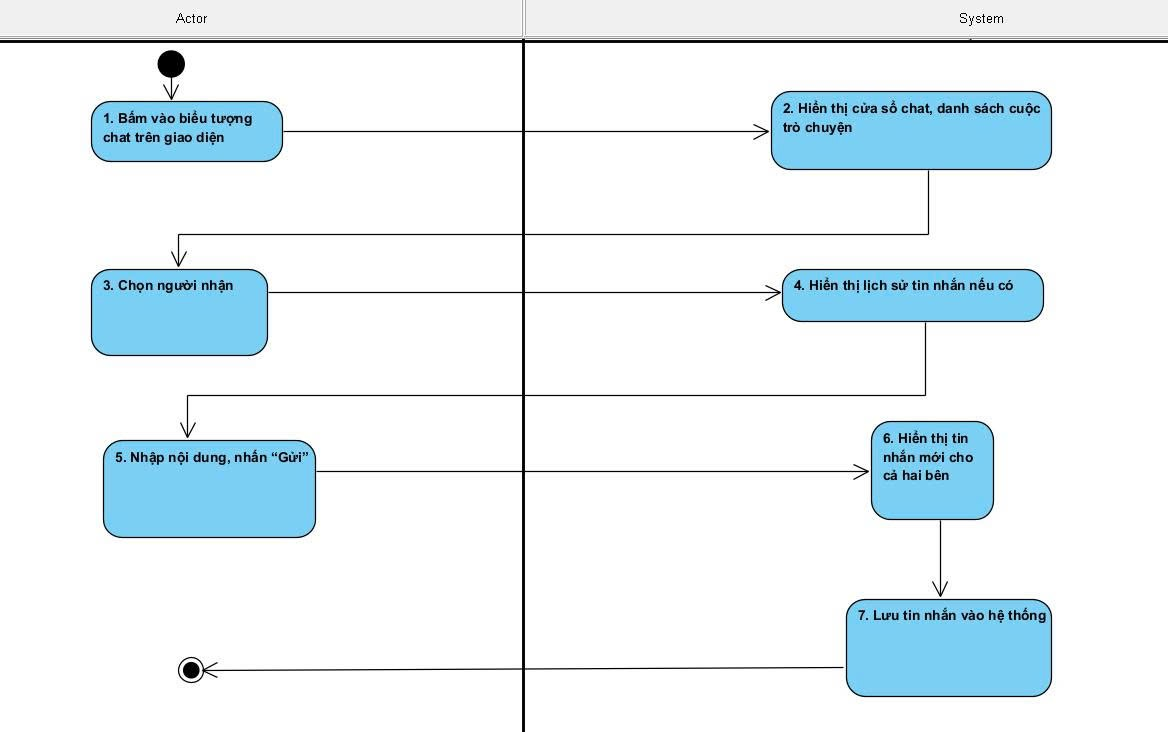 Actor
System
1. Bấm vào biểu tượng
chat trên giao diện
2. Hiển thị cửa sổ chat, danh sách cuộc
trò chuyện
3. Chọn người nhận
4. Hiển thị lịch sử tin nhắn nếu có
5. Nhập nội dung, nhấn “Gửi”
6. Hiển thị tin
nhắn mới cho
cả hai bên
7. Lưu tin nhắn vào hệ thống